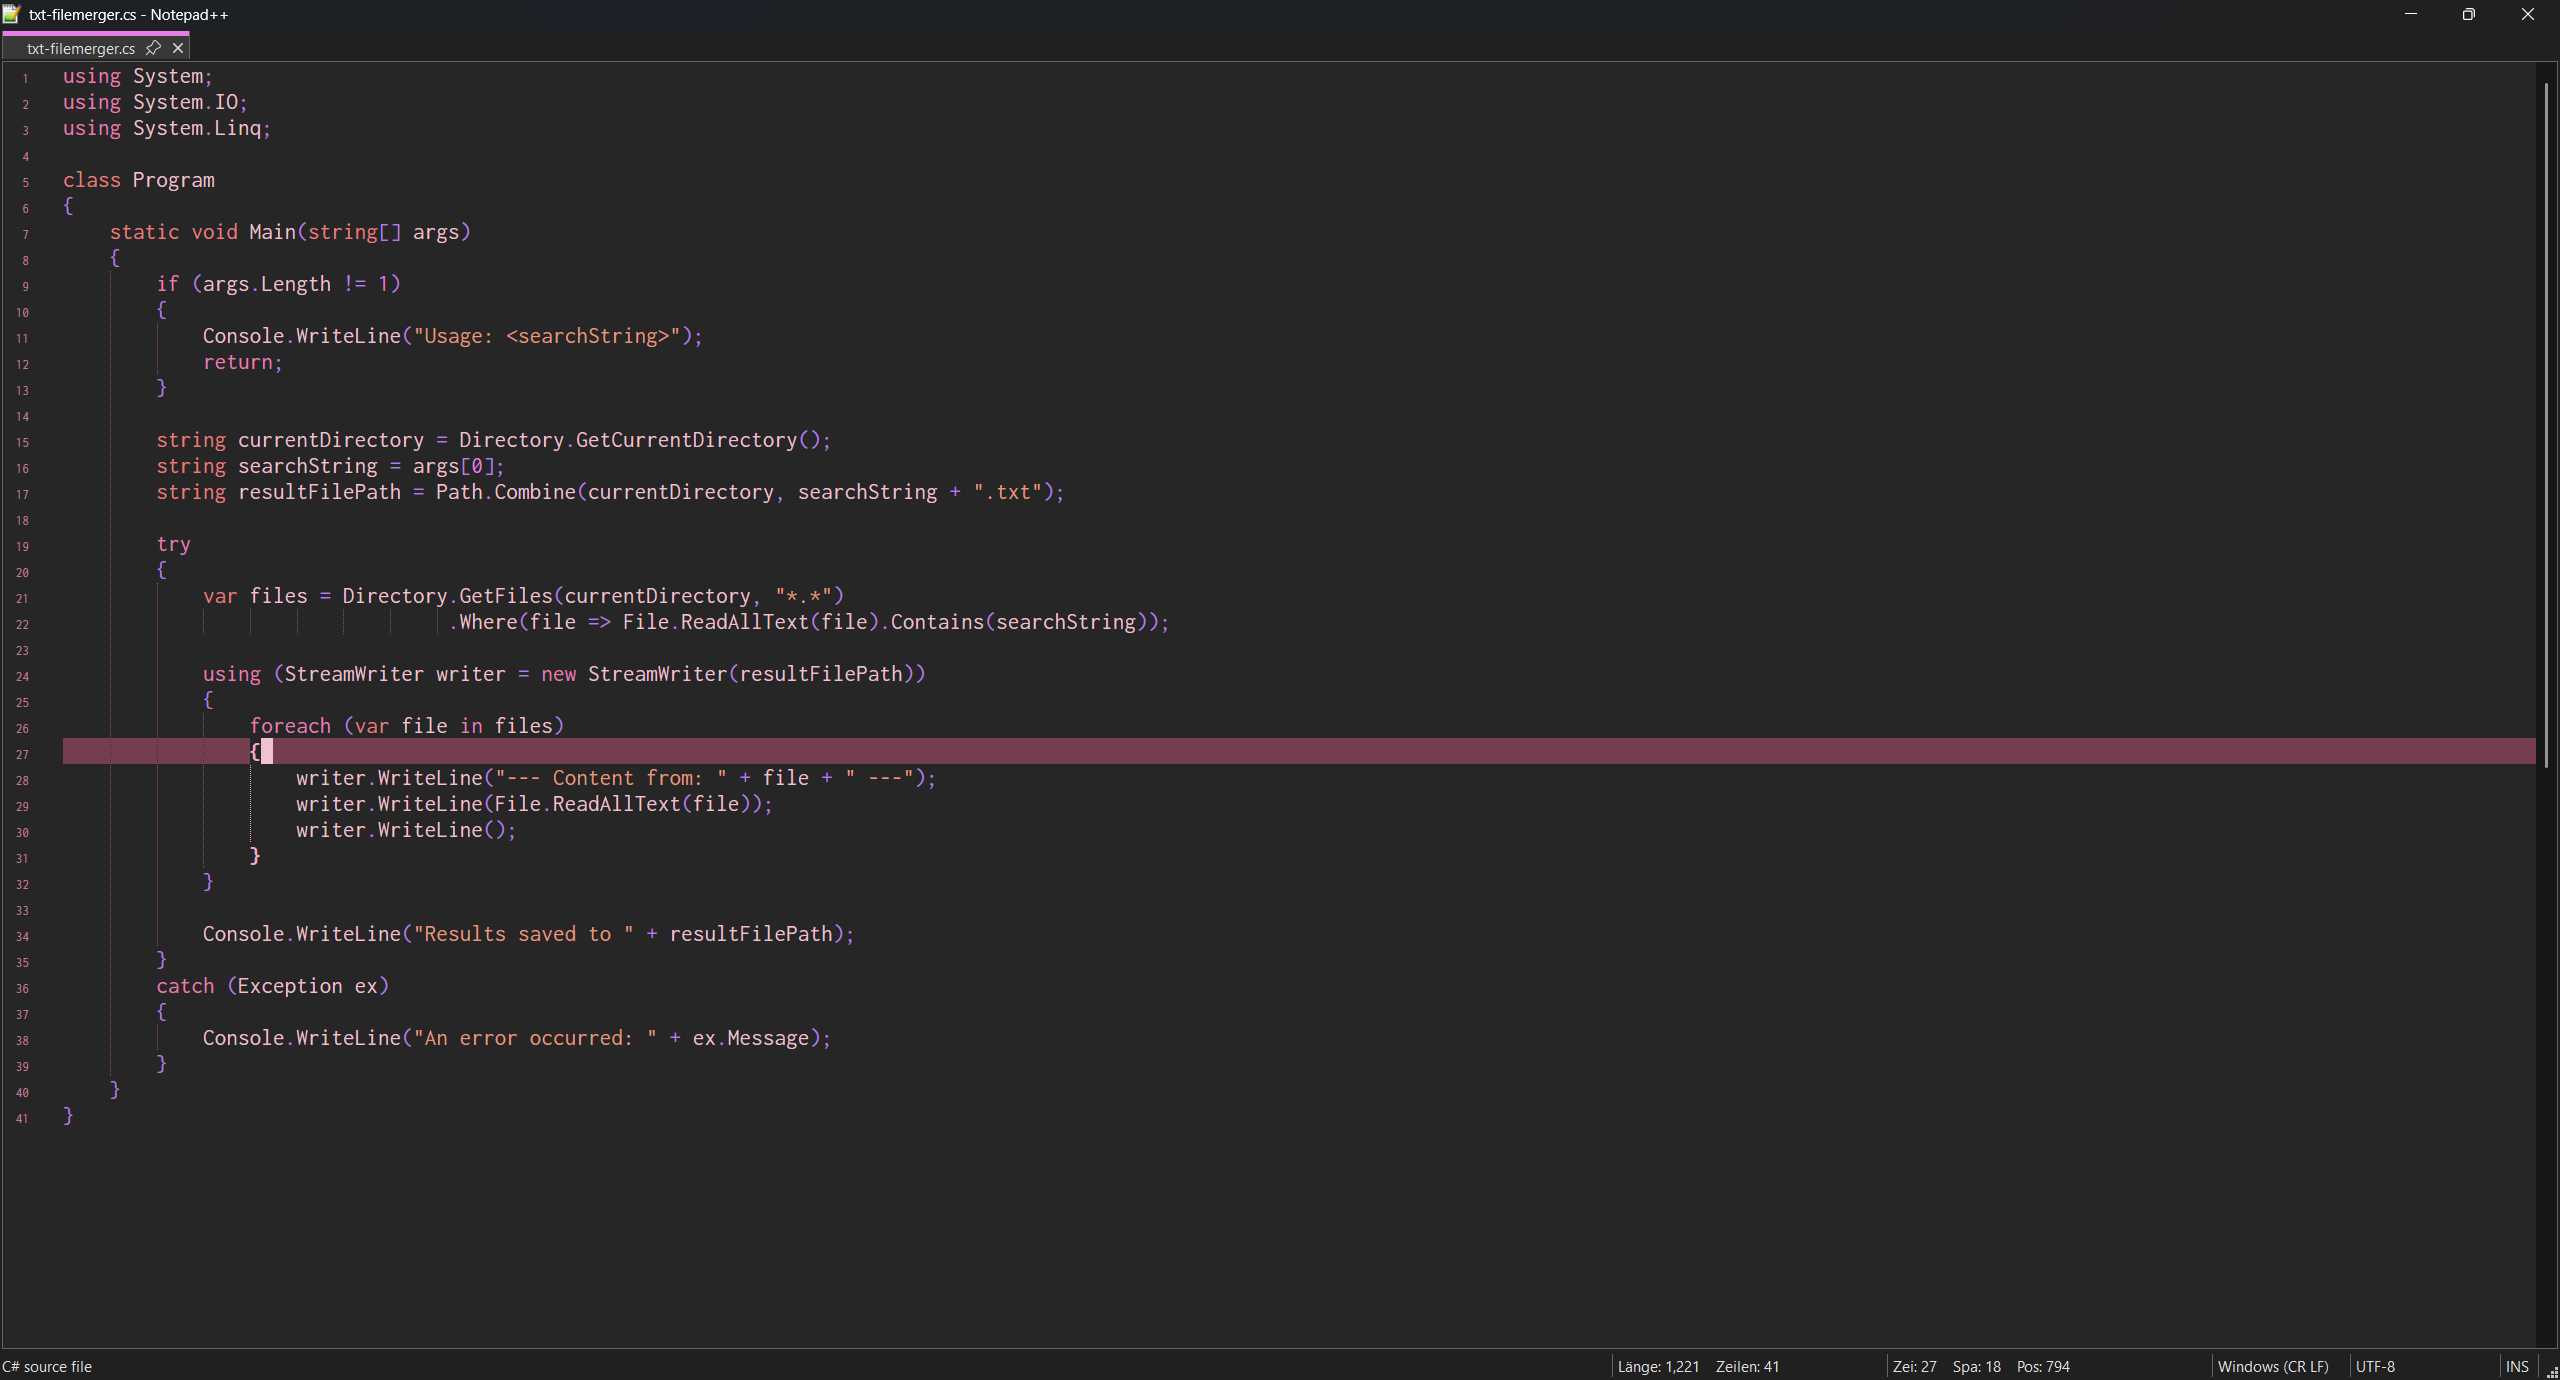 txt-filemerger.cs - Notepad++
txt-filemerger.cs
1 using System;
2 using System.IO;
3 using System.Linq;
4
5 class Program
6 {
7     static void Main(string[] args)
8     {
9         if (args.Length != 1)
10         {
11             Console.WriteLine("Usage: <searchString>");
12             return;
13         }
14
15         string currentDirectory = Directory.GetCurrentDirectory();
16         string searchString = args[0];
17         string resultFilePath = Path.Combine(currentDirectory, searchString + ".txt");
18
19         try
20         {
21             var files = Directory.GetFiles(currentDirectory, "*.*")
22                                  .Where(file => File.ReadAllText(file).Contains(searchString));
23
24             using (StreamWriter writer = new StreamWriter(resultFilePath))
25             {
26                 foreach (var file in files)
27                 {
28                     writer.WriteLine("--- Content from: " + file + " ---");
29                     writer.WriteLine(File.ReadAllText(file));
30                     writer.WriteLine();
31                 }
32             }
33
34             Console.WriteLine("Results saved to " + resultFilePath);
35         }
36         catch (Exception ex)
37         {
38             Console.WriteLine("An error occurred: " + ex.Message);
39         }
40     }
41 }
C# source file Länge: 1,221 Zeilen: 41 Zei: 27 Spa: 18 Pos: 794 Windows (CR LF) UTF-8 INS